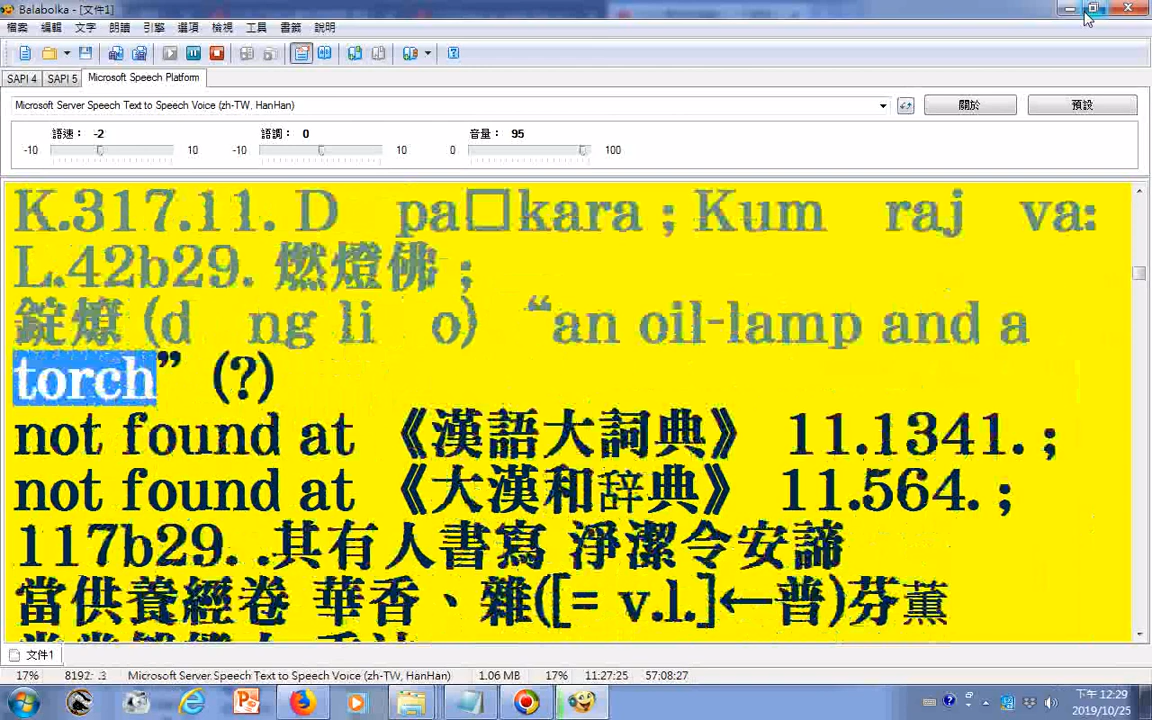 Balabolka - [文件1]
檔案 編輯 文字 朗讀 引擎 選項 檢視 工具 書籤 說明
SAPI 4 SAPI 5 Microsoft Speech Platform
Microsoft Server Speech Text to Speech Voice (zh-TW, HanHan) 關於 預設
語速： -2 語調： 0 音量： 95
-10 10 -10 10 0 100
K.317.11. D pa□kara ; Kum raj va:
L.42b29. 燃燈佛 ;
錠燎 (d ng li o) “an oil-lamp and a
torch” (?)
not found at 《漢語大詞典》 11.1341. ;
not found at 《大漢和辞典》 11.564. ;
117b29. .其有人書寫 淨潔令安諦
當供養經卷 華香、雜([= v.l.]←普)芬薰
文件1
17% Microsoft Server Speech Text to Speech Voice (zh-TW, HanHan) 1.06 MB 17% 11:27:25 57:08:27
下午 12:29
2019/10/25